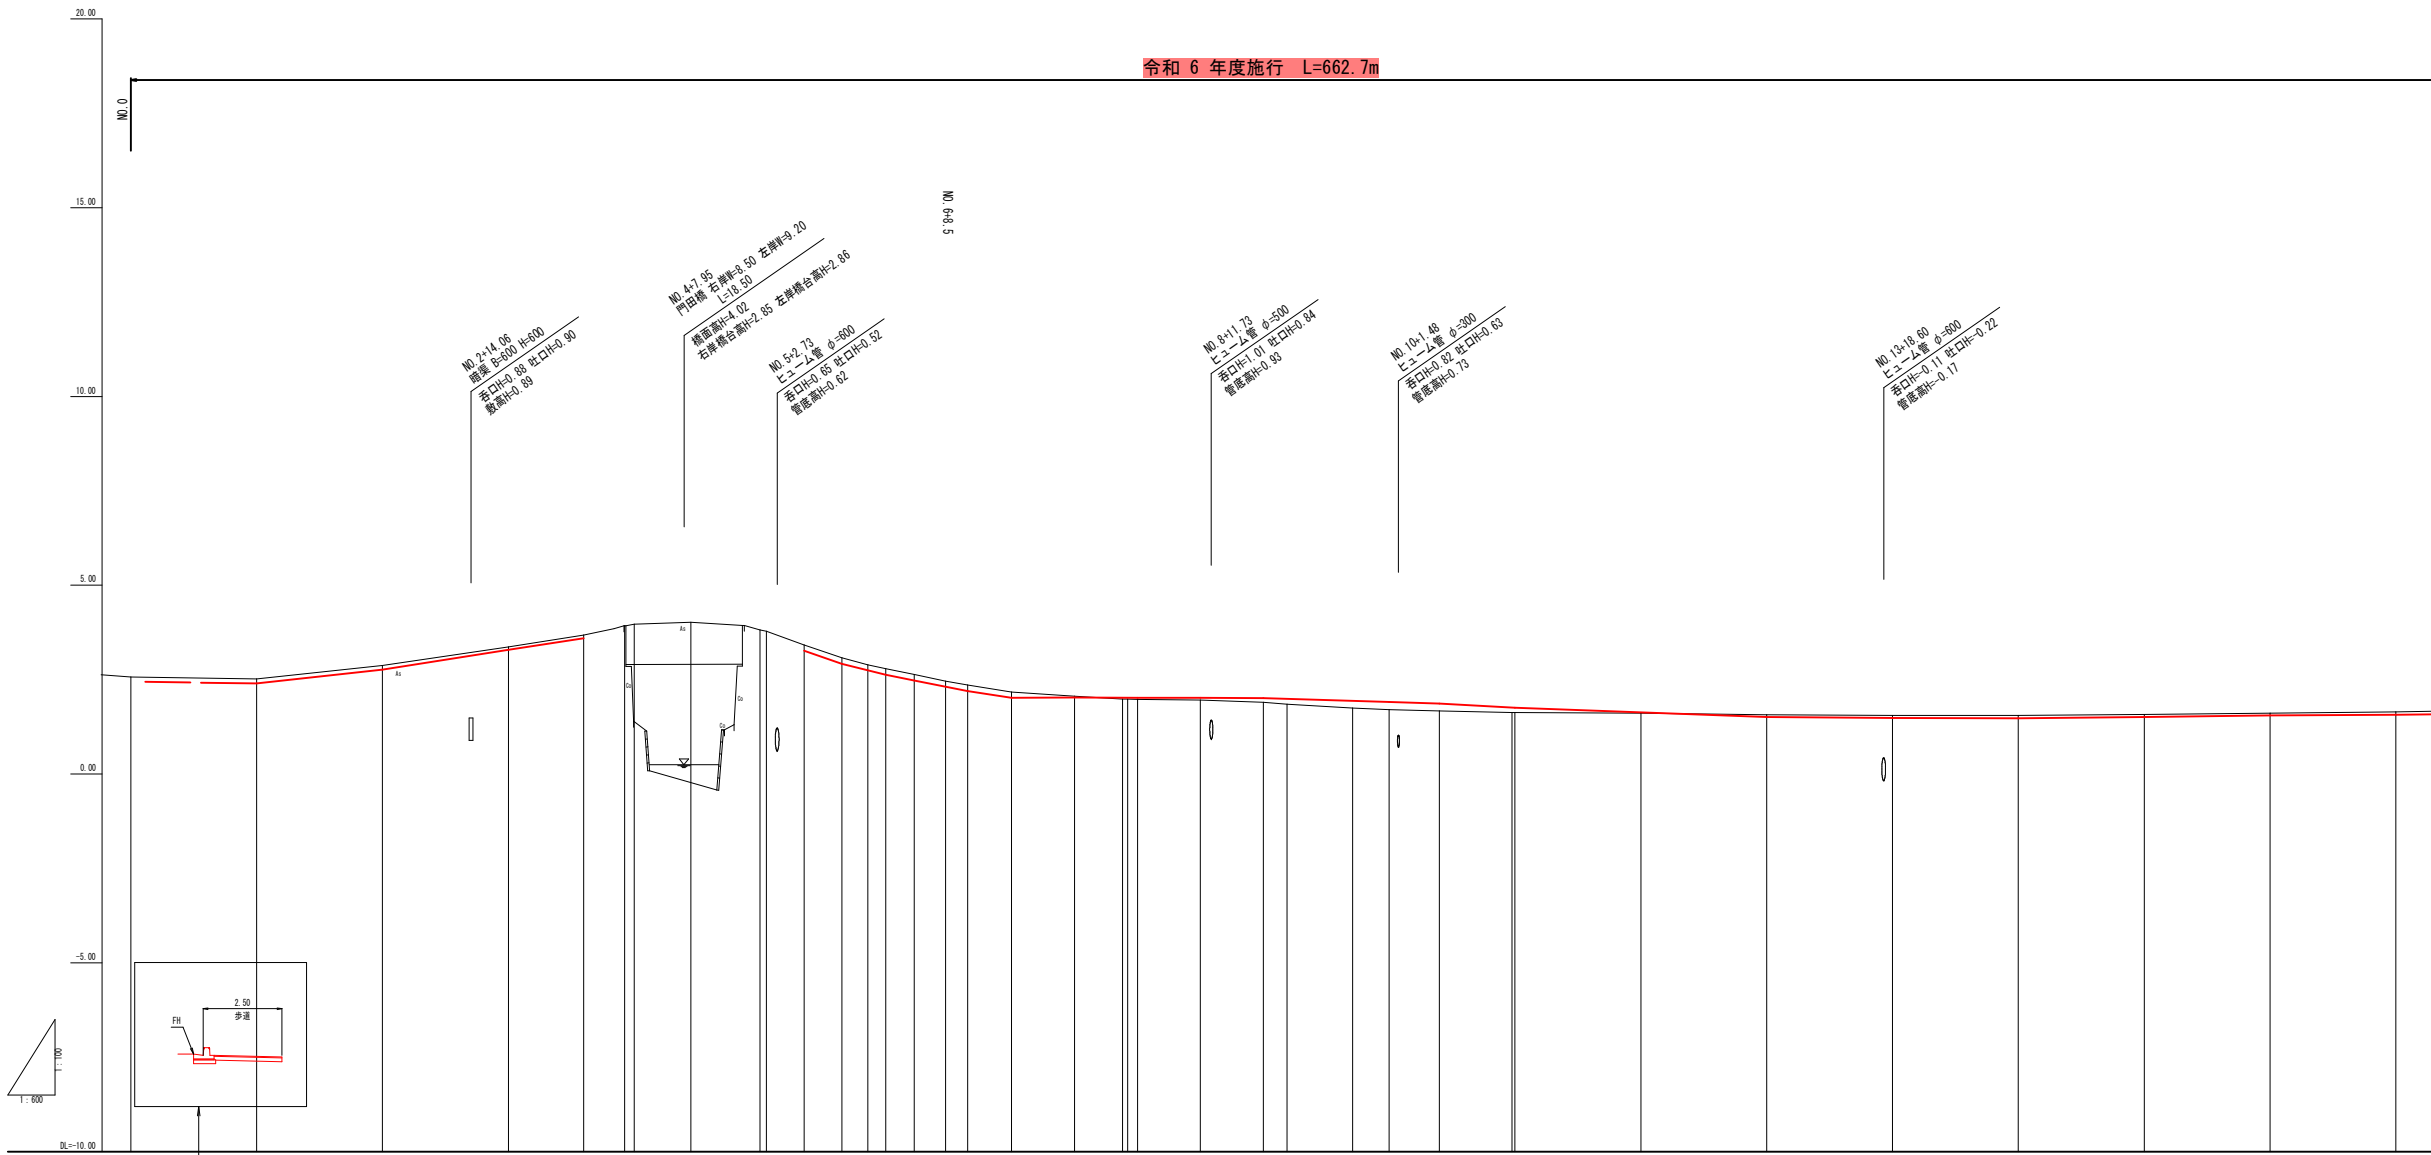 20.00
令和 6 年度施行　L=662.7m
NO.0
15.00
NO.6+8.5
NO.4+7.95
門田橋 右岸W=8.50 左岸W=9.20
L=18.50
橋面高H=4.02
右岸橋台高H=2.85 左岸橋台高H=2.86
NO.2+14.06
暗渠 B=600 H=600
呑口H=0.88 吐口H=0.90
敷高H=0.89
NO.5+2.73
ヒューム管 φ=600
呑口H=0.65 吐口H=0.52
管底高H=0.62
NO.8+11.73
ヒューム管 φ=500
呑口H=1.01 吐口H=0.84
管底高H=0.93
NO.10+1.48
ヒューム管 φ=300
呑口H=0.82 吐口H=0.63
管底高H=0.73
NO.13+18.60
ヒューム管 φ=600
呑口H=-0.11 吐口H=-0.22
管底高H=-0.17
10.00
5.00
As
As
Co
Co
Co
0.00
-5.00
2.50
歩道
FH
1:100
1:600
DL=-10.00